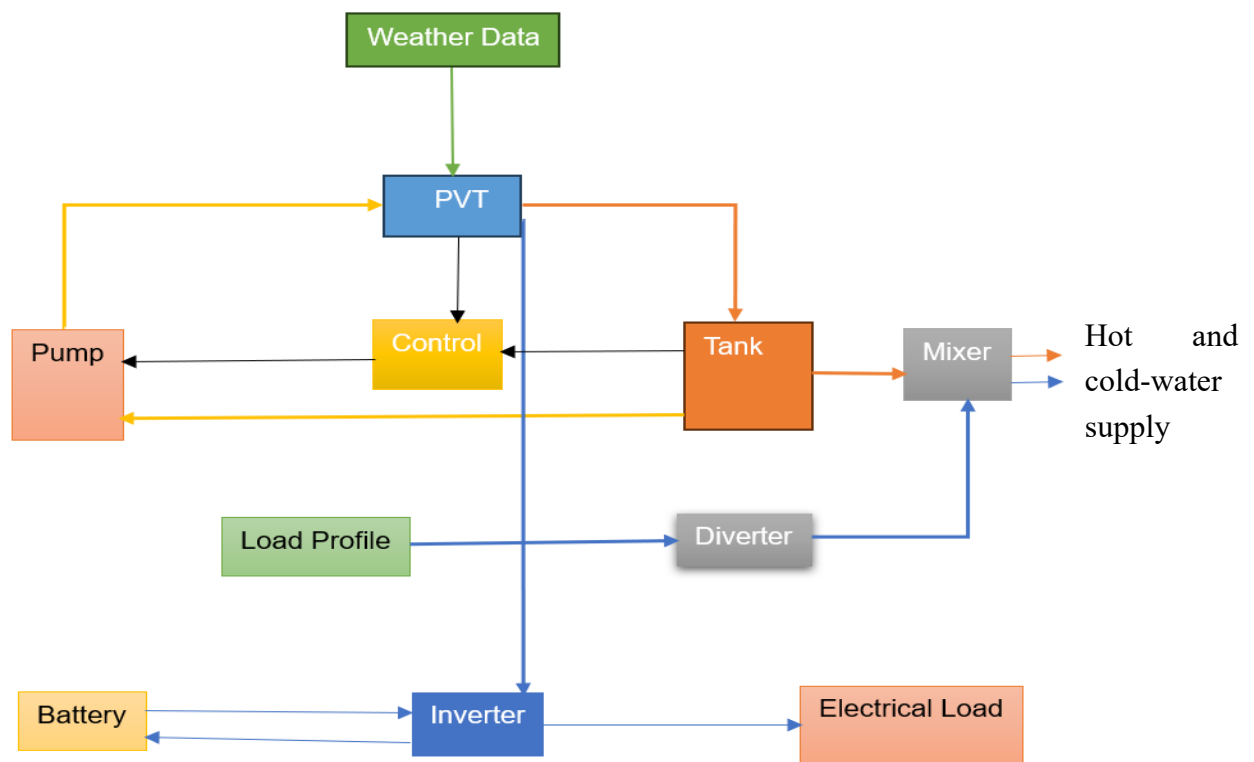 Weather Data
PVT
Pump
Control
Tank
Mixer
Hot and
cold-water
supply
Load Profile
Diverter
Battery
Inverter
Electrical Load